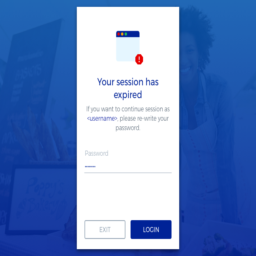 Your session has
expired
If you want to continue session as
<username>, please re-write your
password.
Password
EXIT
LOGIN